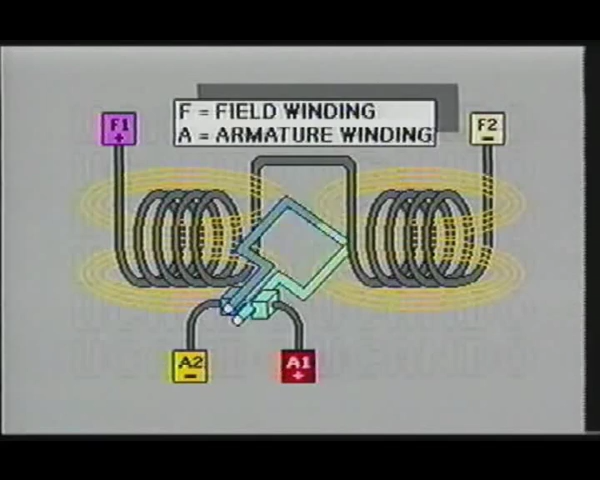 F = FIELD WINDING
A = ARMATURE WINDING
F1
+
F2
-
A2
-
A1
+